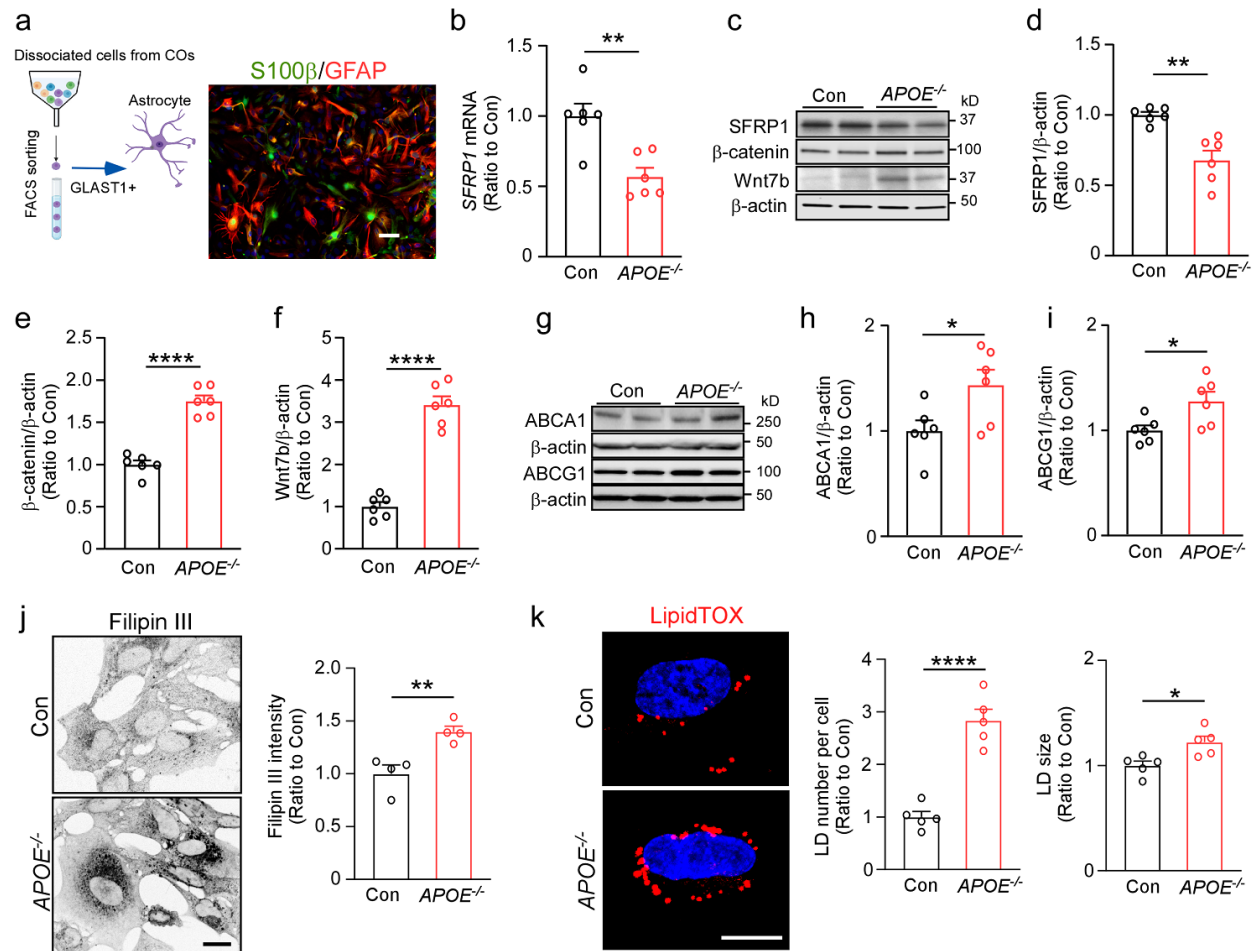 a
Dissociated cells from COs
Astrocyte
FACS sorting
GLAST1+
S100β/GFAP
b
SFRP1 mRNA
(Ratio to Con)
1.5
1.0
0.5
0
**
Con
APOE-/-
c
Con
APOE-/-
kD
SFRP1
37
β-catenin
100
Wnt7b
37
β-actin
50
d
SFRP1/β-actin
(Ratio to Con)
1.5
1.0
0.5
0.0
**
Con
APOE-/-
e
β-catenin/β-actin
(Ratio to Con)
2.5
2.0
1.5
1.0
0.5
0.0
****
Con
APOE-/-
f
Wnt7b/β-actin
(Ratio to Con)
5
4
3
2
1
0
****
Con
APOE-/-
g
Con
APOE-/-
kD
ABCA1
250
β-actin
50
ABCG1
100
β-actin
50
h
ABCA1/β-actin
(Ratio to Con)
2
1
0
*
Con
APOE-/-
i
ABCG1/β-actin
(Ratio to Con)
2
1
0
*
Con
APOE-/-
j
Filipin III
Con
APOE-/-
Filipin III intensity
(Ratio to Con)
2.0
1.5
1.0
0.5
0.0
**
Con
APOE-/-
k
LipidTOX
Con
APOE-/-
LD number per cell
(Ratio to Con)
4
3
2
1
0
****
Con
APOE-/-
LD size
(Ratio to Con)
2
1
0
*
Con
APOE-/-